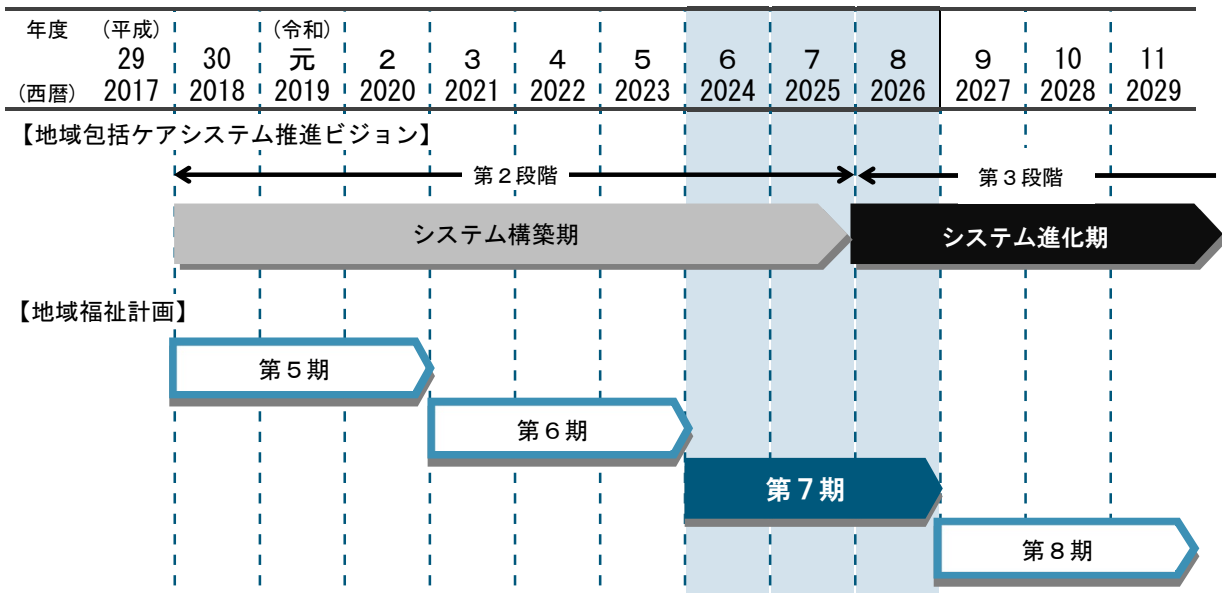 年度 (平成) (令和)
29 30 元 2 3 4 5 6 7 8 9 10 11
(西暦) 2017 2018 2019 2020 2021 2022 2023 2024 2025 2026 2027 2028 2029
【地域包括ケアシステム推進ビジョン】
第2段階 第3段階
システム構築期 システム進化期
【地域福祉計画】
第5期
第6期
第7期
第8期